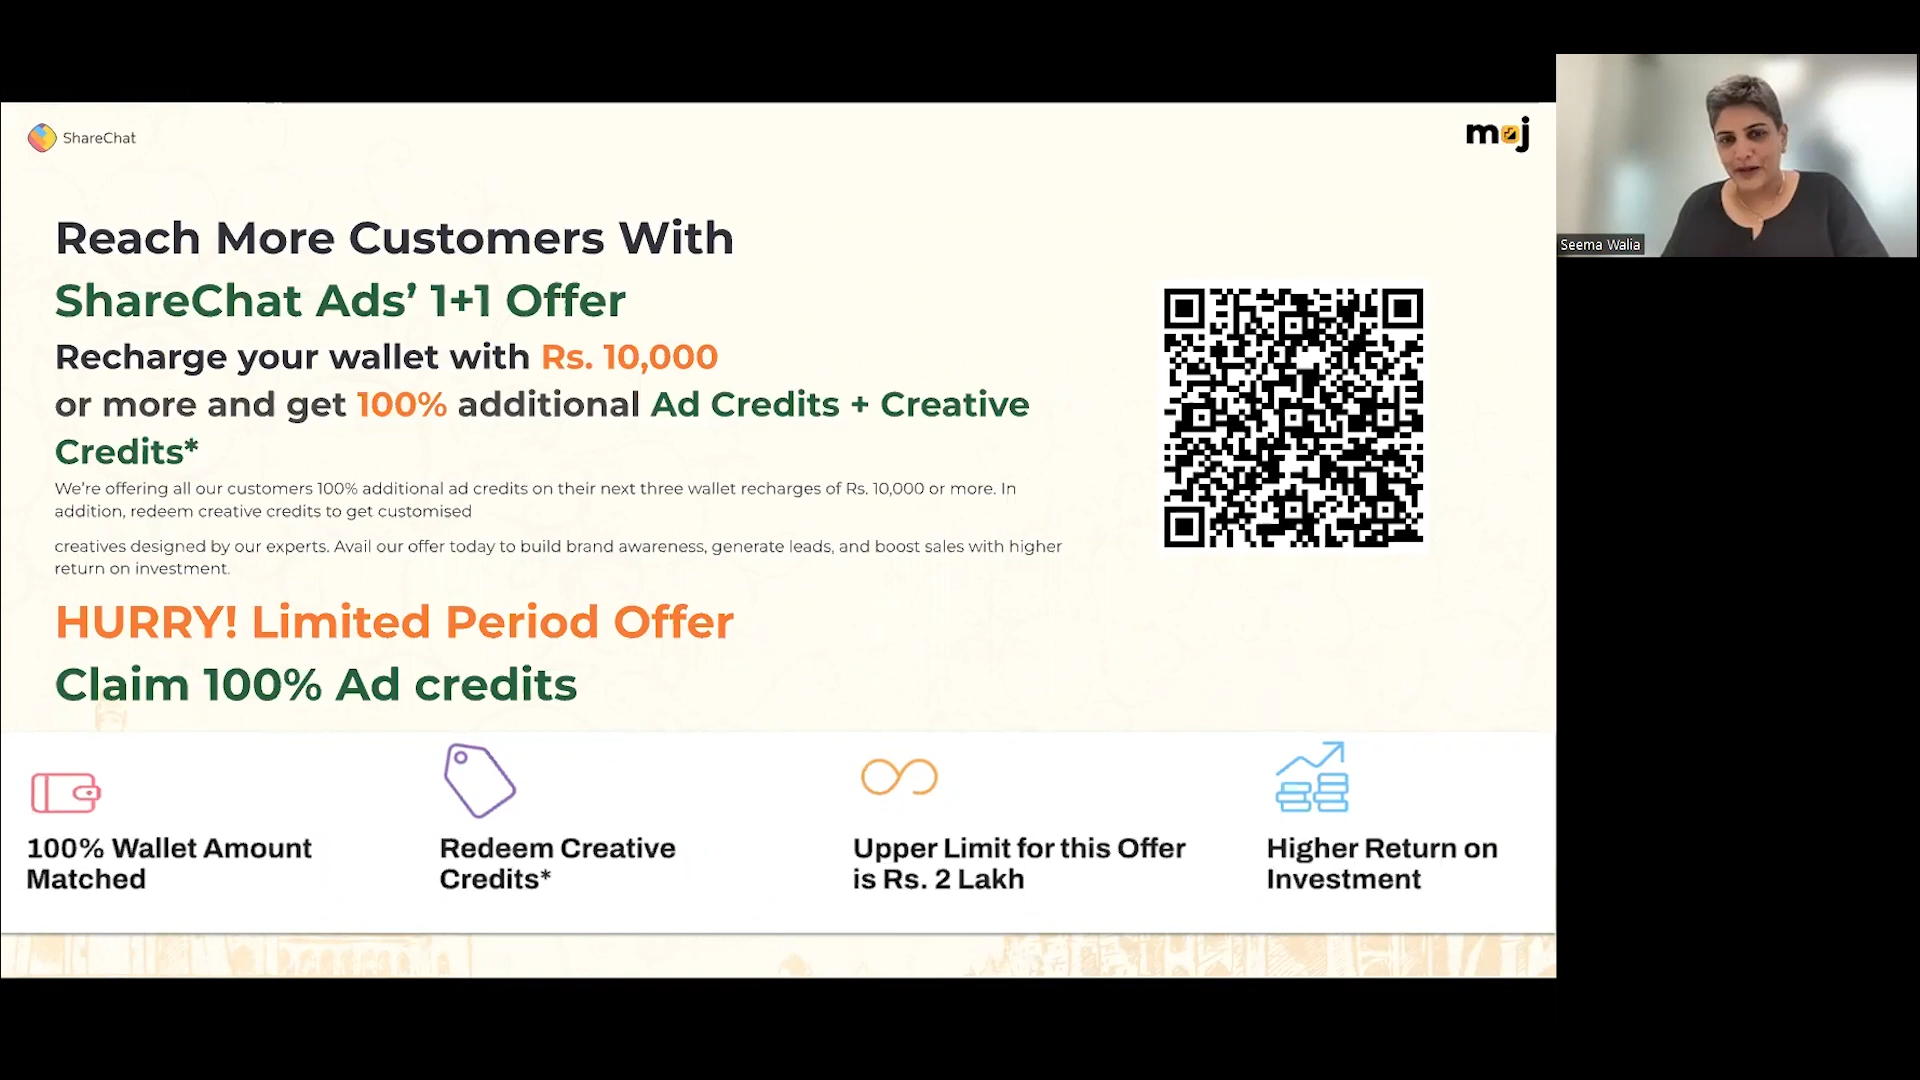 ShareChat
moj
Reach More Customers With
ShareChat Ads’ 1+1 Offer
Recharge your wallet with Rs. 10,000
or more and get 100% additional Ad Credits + Creative
Credits*
We’re offering all our customers 100% additional ad credits on their next three wallet recharges of Rs. 10,000 or more. In
addition, redeem creative credits to get customised
creatives designed by our experts. Avail our offer today to build brand awareness, generate leads, and boost sales with higher
return on investment.
HURRY! Limited Period Offer
Claim 100% Ad credits
100% Wallet Amount
Matched
Redeem Creative
Credits*
Upper Limit for this Offer
is Rs. 2 Lakh
Higher Return on
Investment
Seema Walia